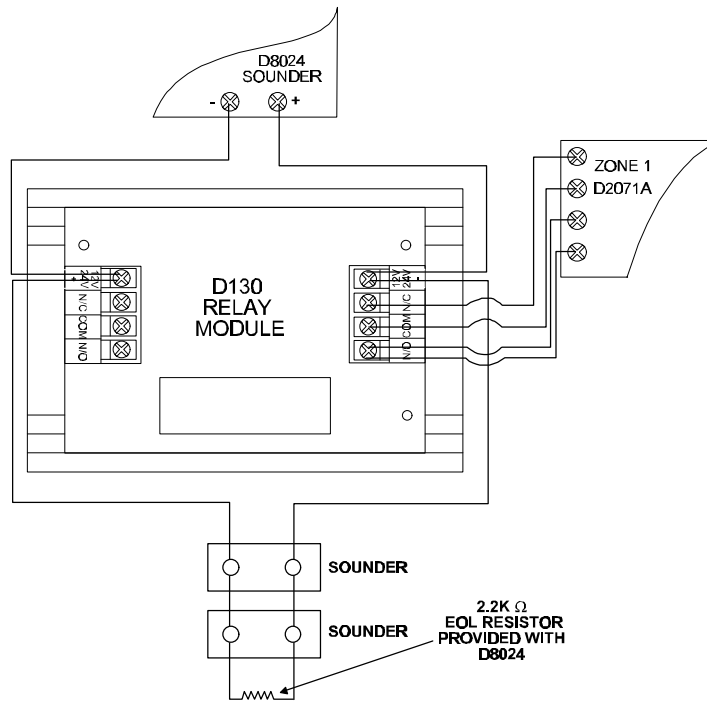 D8024
SOUNDER
- +
ZONE 1
D2071A
D130
RELAY
MODULE
12V
24V
+
N/C COM N/O
12V
24V
-
N/O COM N/C
SOUNDER
SOUNDER
2.2K Ω
EOL RESISTOR
PROVIDED WITH
D8024